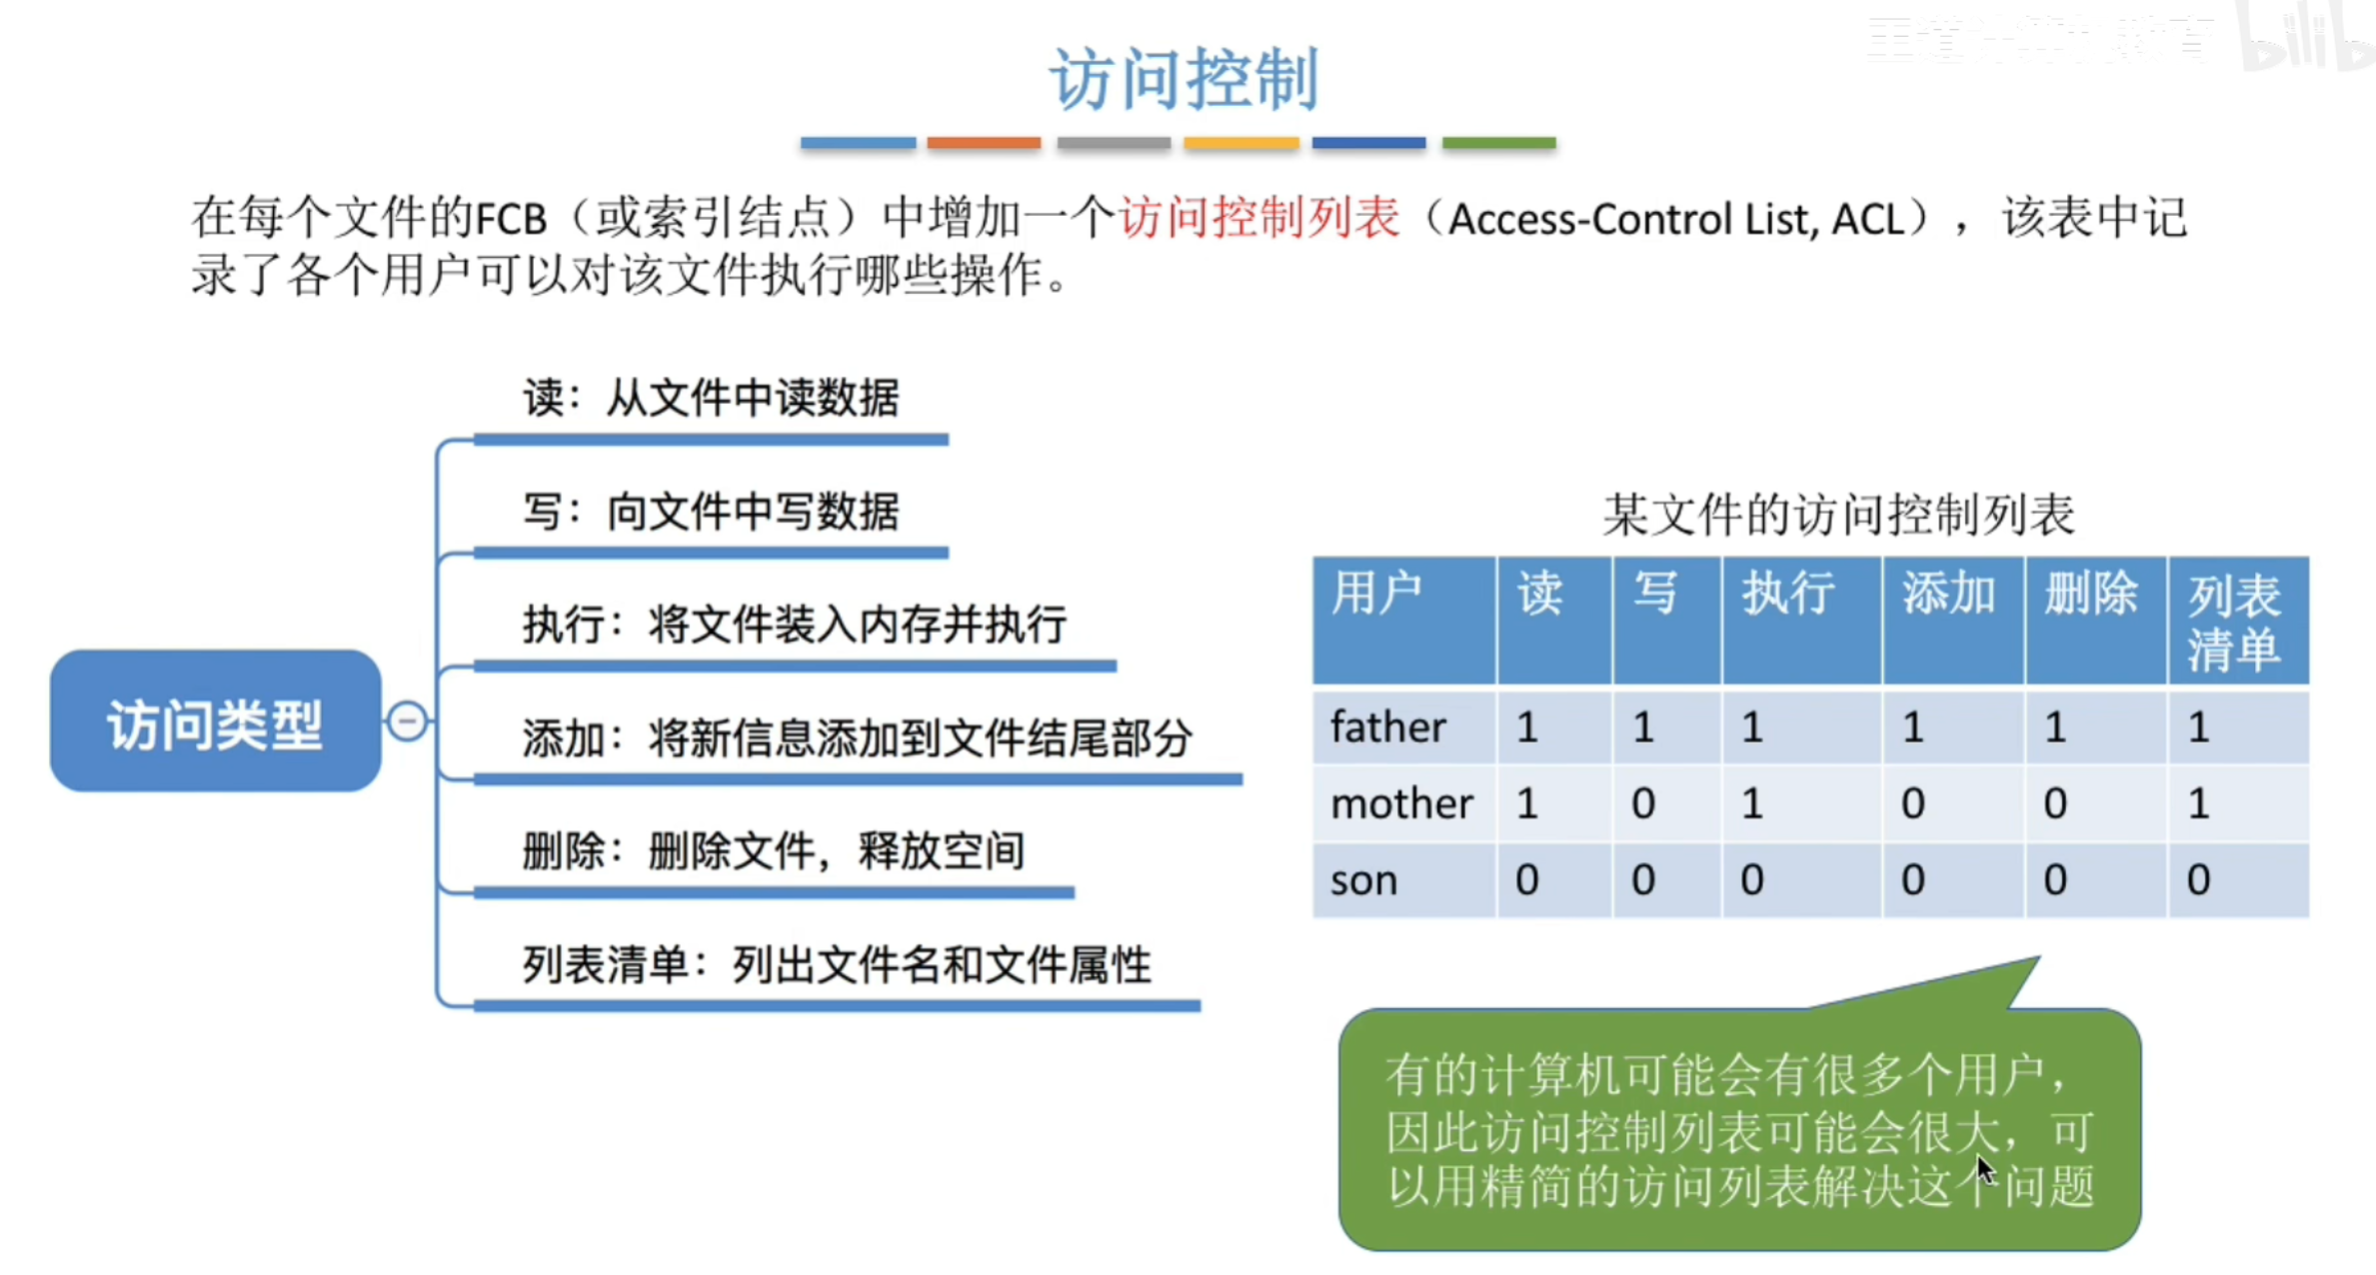 访问控制
在每个文件的FCB（或索引结点）中增加一个访问控制列表（Access-Control List, ACL），该表中记
录了各个用户可以对该文件执行哪些操作。
访问类型
读：从文件中读数据
写：向文件中写数据
执行：将文件装入内存并执行
添加：将新信息添加到文件结尾部分
删除：删除文件，释放空间
列表清单：列出文件名和文件属性
某文件的访问控制列表
用户 读 写 执行 添加 删除 列表
清单
father 1 1 1 1 1 1
mother 1 0 1 0 0 1
son 0 0 0 0 0 0
有的计算机可能会有很多个用户，
因此访问控制列表可能会很大，可
以用精简的访问列表解决这个问题